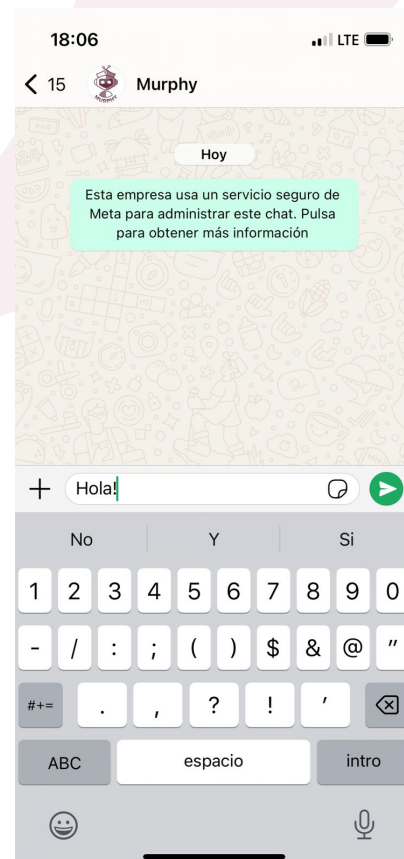 18:06
LTE
15
MURPHY
Murphy
Hoy
Esta empresa usa un servicio seguro de
Meta para administrar este chat. Pulsa
para obtener más información
Hola!
No Y Si
1 2 3 4 5 6 7 8 9 0
- / : ; ( ) $ & @ "
#+= . , ? ! ’
ABC espacio intro